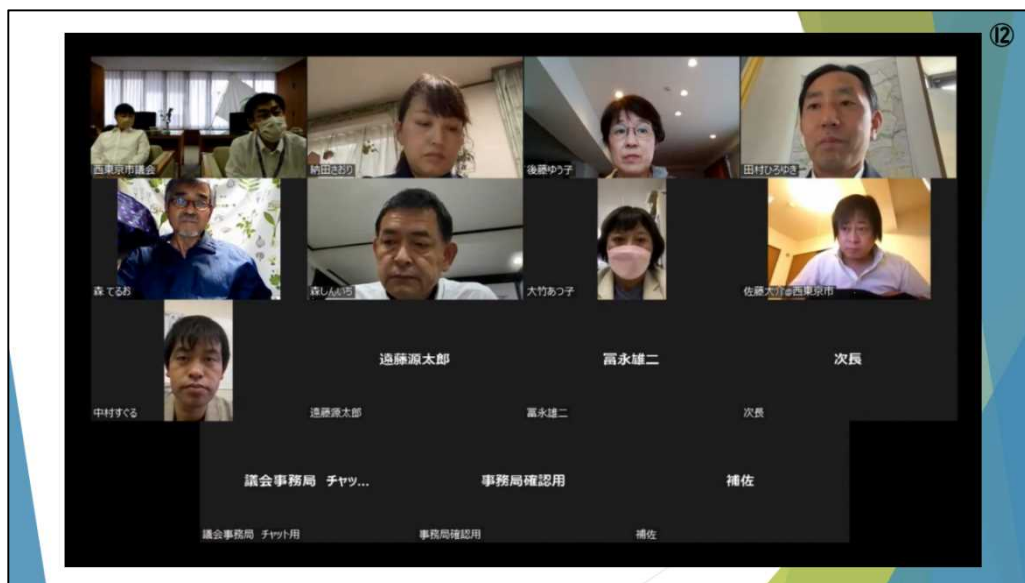 ⑫
西東京市議会
納田さおり
後藤ゆう子
田村ひろゆき
森 てるお
森しんいち
大竹あつ子
佐藤大介@西東京市
中村すぐる
遠藤源太郎
冨永雄二
次長
遠藤源太郎
冨永雄二
次長
議会事務局 チャッ...
事務局確認用
補佐
議会事務局 チャット用
事務局確認用
補佐